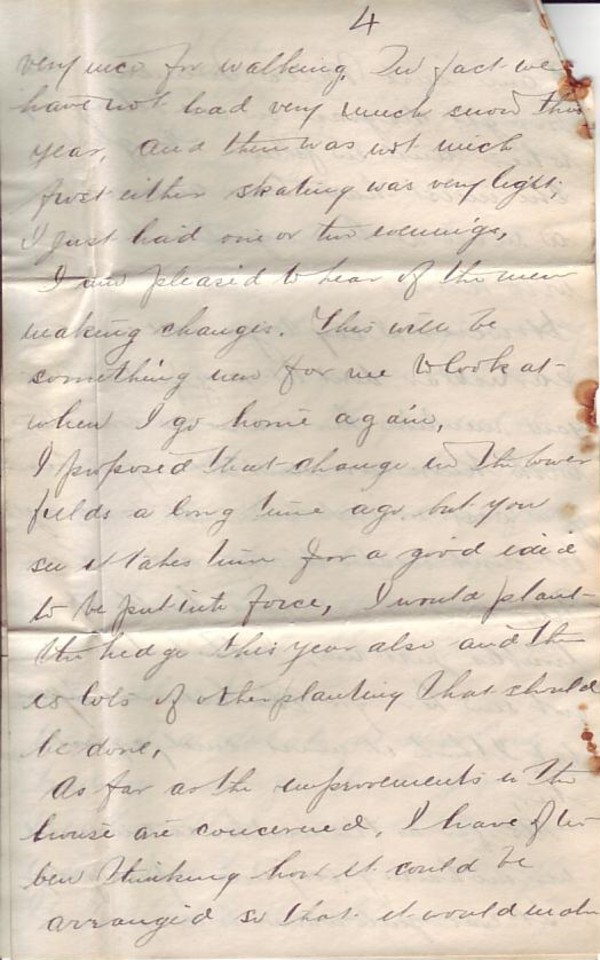 4
very nice for walking. In fact we
have not had very much snow this
year, and there was not much
frost either skating was very light;
I just had one or two evenings,
I am pleased to hear of the men
making changes. This will be
something new for me to look at
when I go home again,
I proposed that change in the lower
fields a long time ago. but you
see it takes time for a good idid
to be put into force, I would plant
the hedge this year also and there
is lots of other planting that should
be done,
As far as the improvements in the
house are concerned, I have often
been thinking how it could be
arranged so that it would make